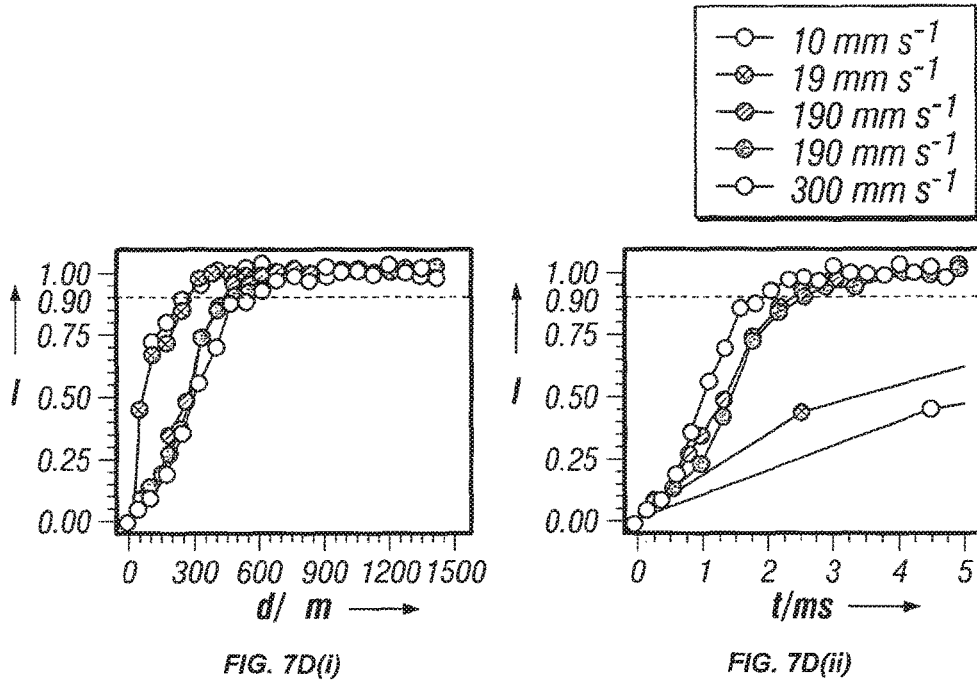 10 mm s⁻¹
19 mm s⁻¹
190 mm s⁻¹
190 mm s⁻¹
300 mm s⁻¹
1.00
0.90
0.75
I
0.50
0.25
0.00
0 300 600 900 1200 1500
d/ m
FIG. 7D(i)
1.00
0.90
0.75
I
0.50
0.25
0.00
0 1 2 3 4 5
t/ms
FIG. 7D(ii)